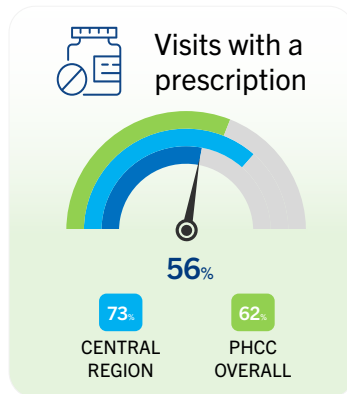 Visits with a
prescription
56%
73%
62%
CENTRAL
REGION
PHCC
OVERALL